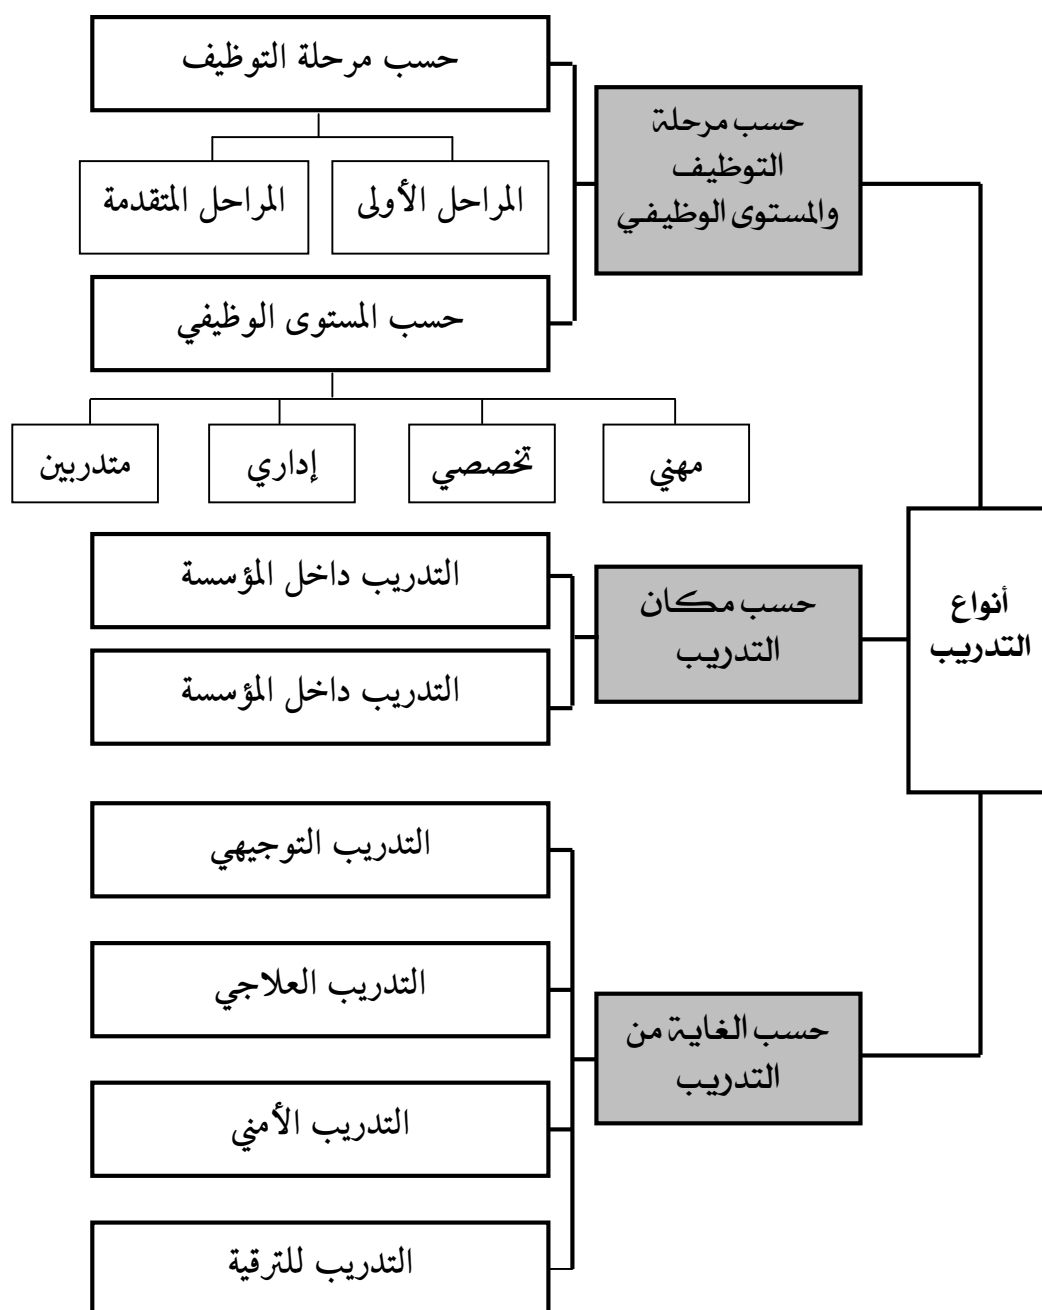 أنواع
التدريب
حسب مرحلة
التوظيف
والمستوى الوظيفي
حسب مرحلة التوظيف
المراحل الأولى
المراحل المتقدمة
حسب المستوى الوظيفي
مهني
تخصصي
إداري
متدربين
حسب مكان
التدريب
التدريب داخل المؤسسة
التدريب داخل المؤسسة
حسب الغاية من
التدريب
التدريب التوجيهي
التدريب العلاجي
التدريب الأمني
التدريب للترقية